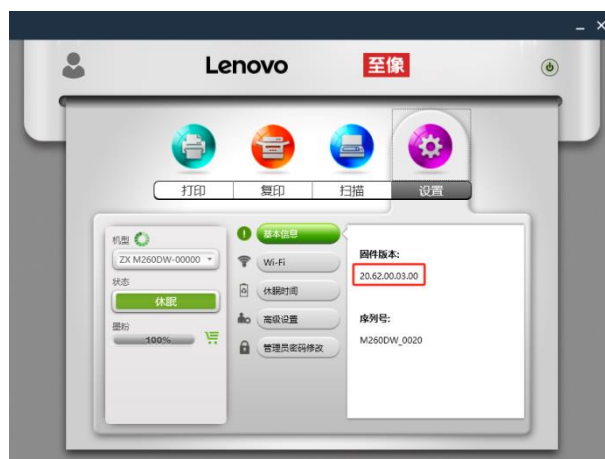 Lenovo 至像
打印 复印 扫描 设置
机型
ZX M260DW-00000
状态
休眠
墨粉
100%
基本信息
Wi-Fi
休眠时间
高级设置
管理员密码修改
固件版本:
20.62.00.03.00
序列号:
M260DW_0020